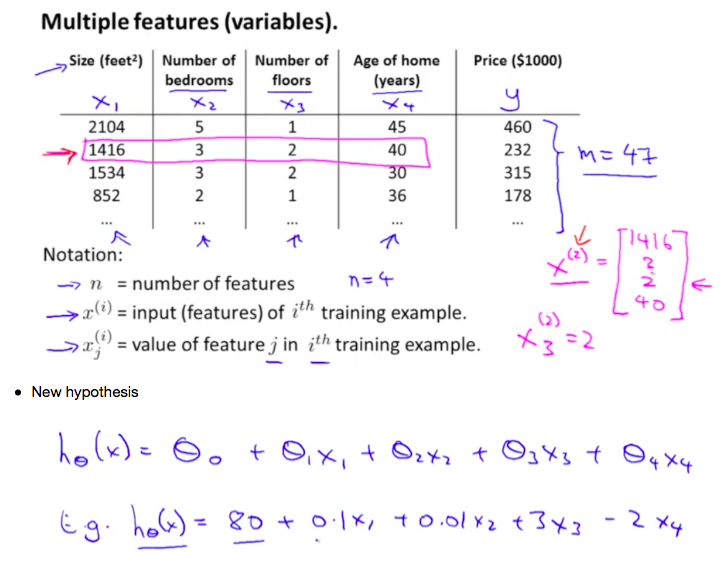 Multiple features (variables).
Size (feet²) Number of bedrooms Number of floors Age of home (years) Price ($1000)
x₁ x₂ x₃ x₄ y
2104 5 1 45 460
1416 3 2 40 232
1534 3 2 30 315
852 2 1 36 178
... ... ... ... ...
m = 47
Notation:
→ n = number of features n=4
→ x⁽ⁱ⁾ = input (features) of iᵗʰ training example.
→ xⱼ⁽ⁱ⁾ = value of feature j in iᵗʰ training example.
x⁽²⁾ = [1416
2
40]
x₃⁽²⁾ = 2
• New hypothesis
h_θ(x) = θ₀ + θ₁x₁ + θ₂x₂ + θ₃x₃ + θ₄x₄
E.g. h_θ(x) = 80 + 0.1x₁ + 0.01x₂ + 3x₃ - 2x₄